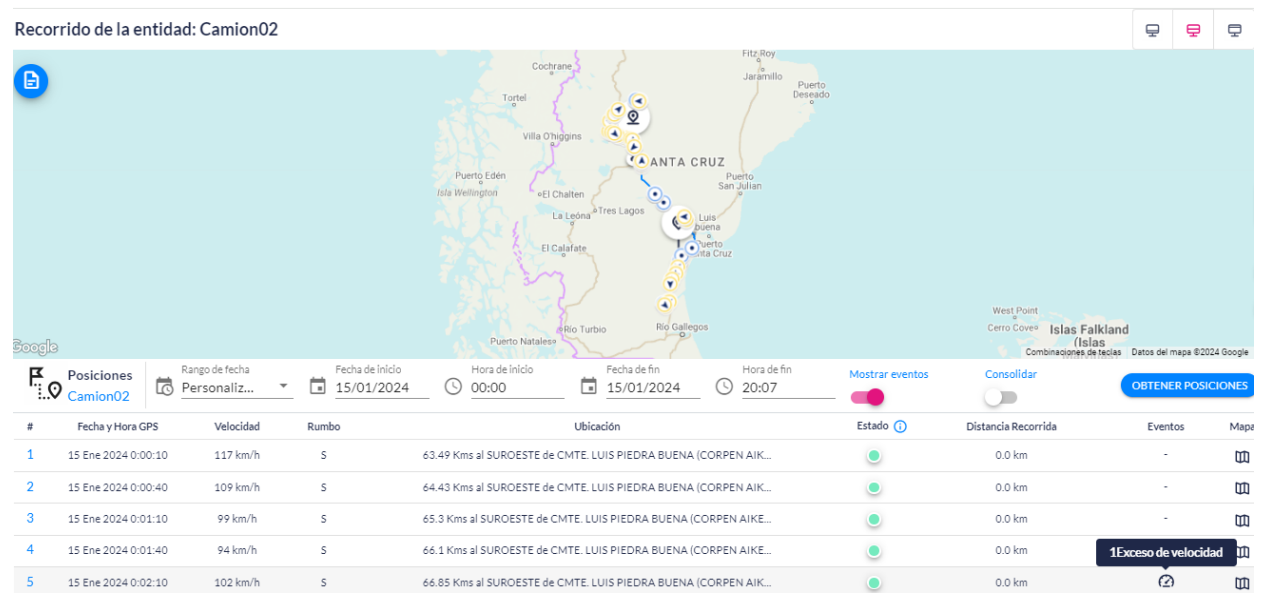 Recorrido de la entidad: Camion02
Fitz Roy
Cochrane
Jaramillo
Puerto
Deseado
Tortel
Villa O'higgins
SANTA CRUZ
Puerto Edén
Puerto
San Julian
Isla Wellington
El Chalten
Tres Lagos
La Leona
Luis
buena
El Calafate
Puerto
nta Cruz
Río Turbio
Río Gallegos
Puerto Natales
West Point
Cerro Cove
Islas Falkland
(Islas
Google
Combinaciones de teclas Datos del mapa ©2024 Google
Posiciones
Camion02
Rango de fecha
Personaliz...
Fecha de inicio
15/01/2024
Hora de inicio
00:00
Fecha de fin
15/01/2024
Hora de fin
20:07
Mostrar eventos
Consolidar
OBTENER POSICIONES
# Fecha y Hora GPS Velocidad Rumbo Ubicación Estado Distancia Recorrida Eventos Mapa
1 15 Ene 2024 0:00:10 117 km/h S 63.49 Kms al SUROESTE de CMTE. LUIS PIEDRA BUENA (CORPEN AIK... 0.0 km -
2 15 Ene 2024 0:00:40 109 km/h S 64.43 Kms al SUROESTE de CMTE. LUIS PIEDRA BUENA (CORPEN AIK... 0.0 km -
3 15 Ene 2024 0:01:10 99 km/h S 65.3 Kms al SUROESTE de CMTE. LUIS PIEDRA BUENA (CORPEN AIKE... 0.0 km -
4 15 Ene 2024 0:01:40 94 km/h S 66.1 Kms al SUROESTE de CMTE. LUIS PIEDRA BUENA (CORPEN AIKE... 0.0 km
1Exceso de velocidad
5 15 Ene 2024 0:02:10 102 km/h S 66.85 Kms al SUROESTE de CMTE. LUIS PIEDRA BUENA (CORPEN AIK... 0.0 km